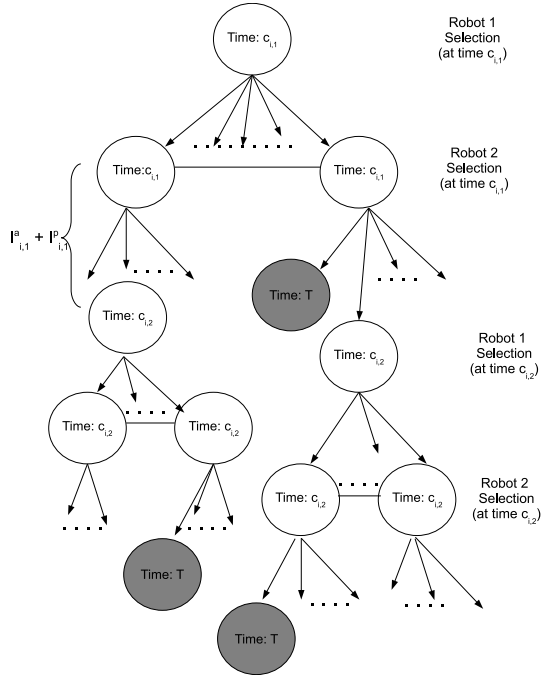 Time: c_{i,1}
Robot 1
Selection
(at time c_{i,1})
Time:c_{i,1}
Time: c_{i,1}
Robot 2
Selection
(at time c_{i,1})
I^a_{i,1} + I^p_{i,1}
Time: T
Time: c_{i,2}
Time: c_{i,2}
Robot 1
Selection
(at time c_{i,2})
Time: c_{i,2}
Time: c_{i,2}
Time: c_{i,2}
Time: c_{i,2}
Robot 2
Selection
(at time c_{i,2})
Time: T
Time: T